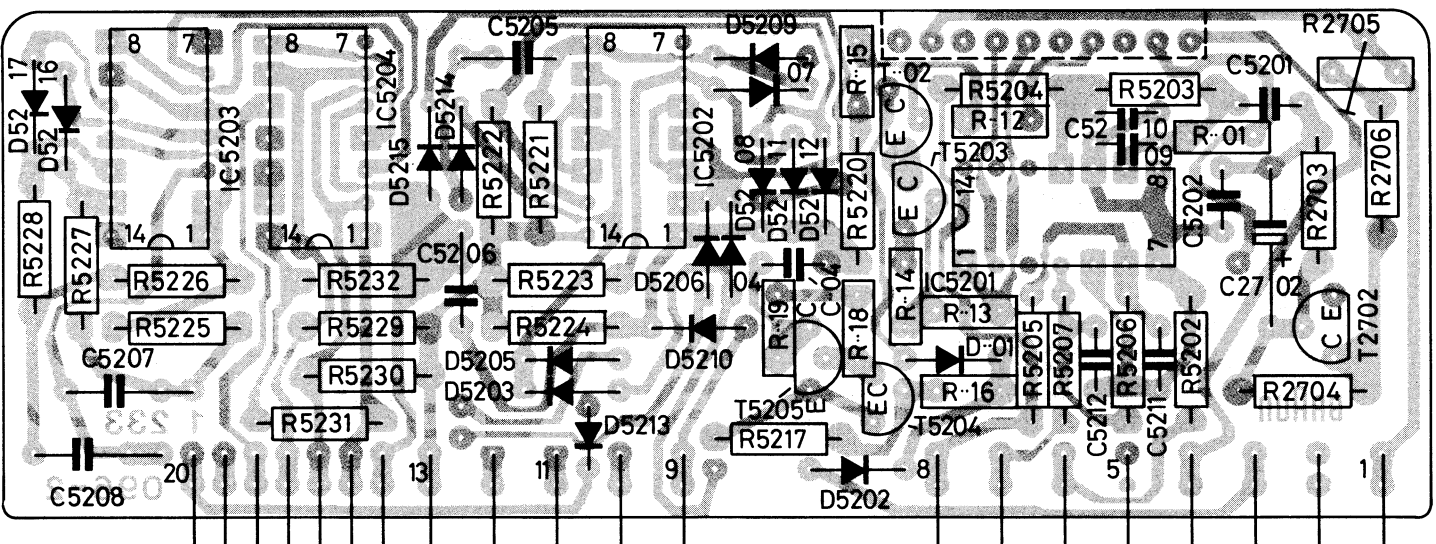 C5205
D5209
R2705
8 7
8 7
7
17
16
D52
D52
IC5203
IC5204
D5214
D5215
R5222
R5221
IC5202
07
R··15
C··02
E C
R5204
R··12
R5203
C52
10
09
C5201
R··01
R2706
08
11
12
D52
D52
D52
R5220
T5203
E C
14
8
1
7
C5202
R2703
R5228
R5227
14 1
14 1
14 1
C5206
R5226
R5232
R5223
D5206
04
C
04
R··14
IC5201
R··13
+
C27 02
R5225
R5229
R5224
D5210
R··19
R··18
D··01
R5205
R5207
R5206
R5202
C E
T2702
C5207
R5230
D5205
D5203
E
EC
R··16
C5212
C5211
R2704
1 233
R5231
D5213
T5205
R5217
T5204
BRAUN
C5208
20
13
11
9
D5202
8
5
1